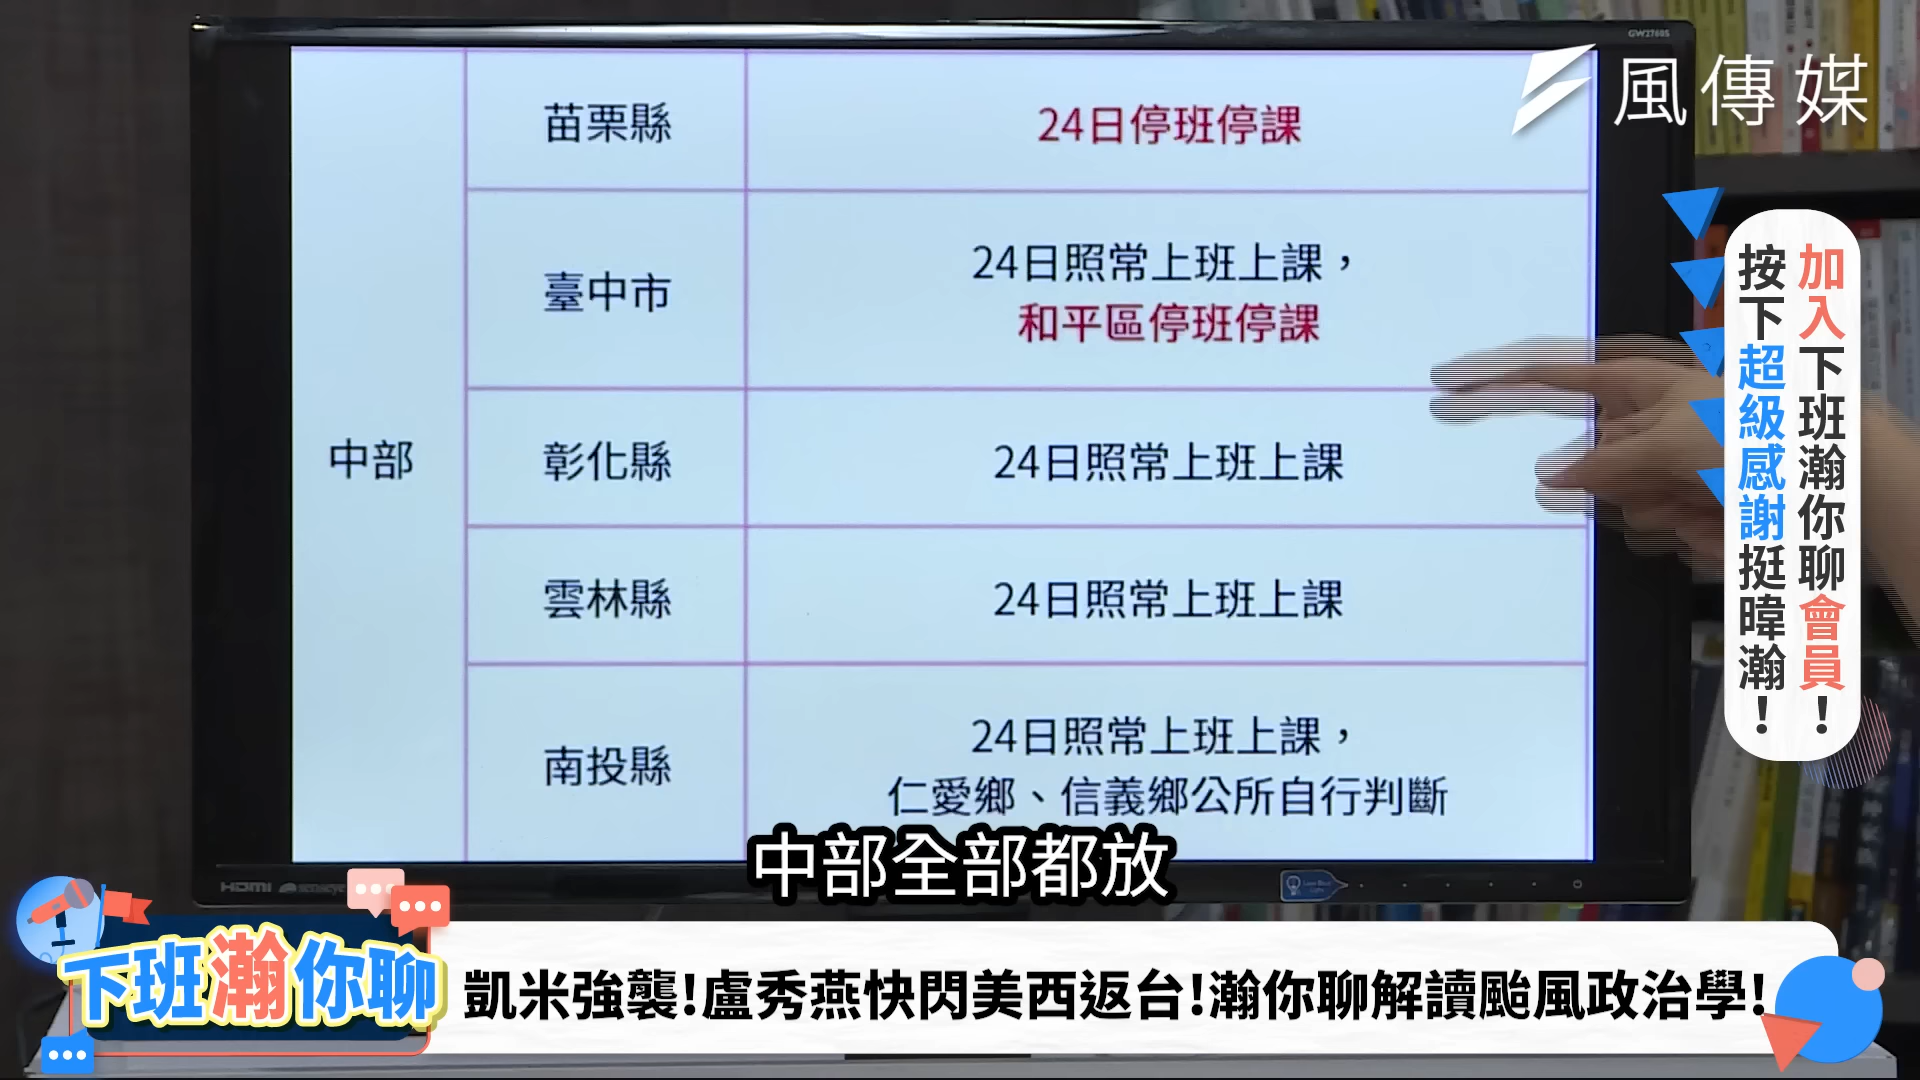 GW2760S
風傳媒
苗栗縣
24日停班停課
臺中市
24日照常上班上課，
和平區停班停課
中部
彰化縣
24日照常上班上課
雲林縣
24日照常上班上課
南投縣
24日照常上班上課，
仁愛鄉、信義鄉公所自行判斷
加入下班瀚你聊會員！
按下超級感謝挺暐瀚！
中部全部都放
HDMI
senseye
下班瀚你聊
凱米強襲!盧秀燕快閃美西返台!瀚你聊解讀颱風政治學!